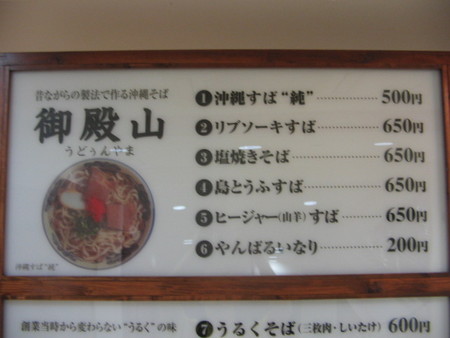 昔ながらの製法で作る沖縄そば
御殿山
うどぅんやま
沖縄すば"純"
❶沖縄すば"純"…………500円
❷リブソーキすば…………650円
❸塩焼きそば…………650円
❹島とうふすば…………650円
❺ヒージャー(山羊)すば…………650円
❻やんばるいなり…………200円
創業当時から変わらない"うるく"の味
❼うるくそば(三枚肉・しいたけ) 600円